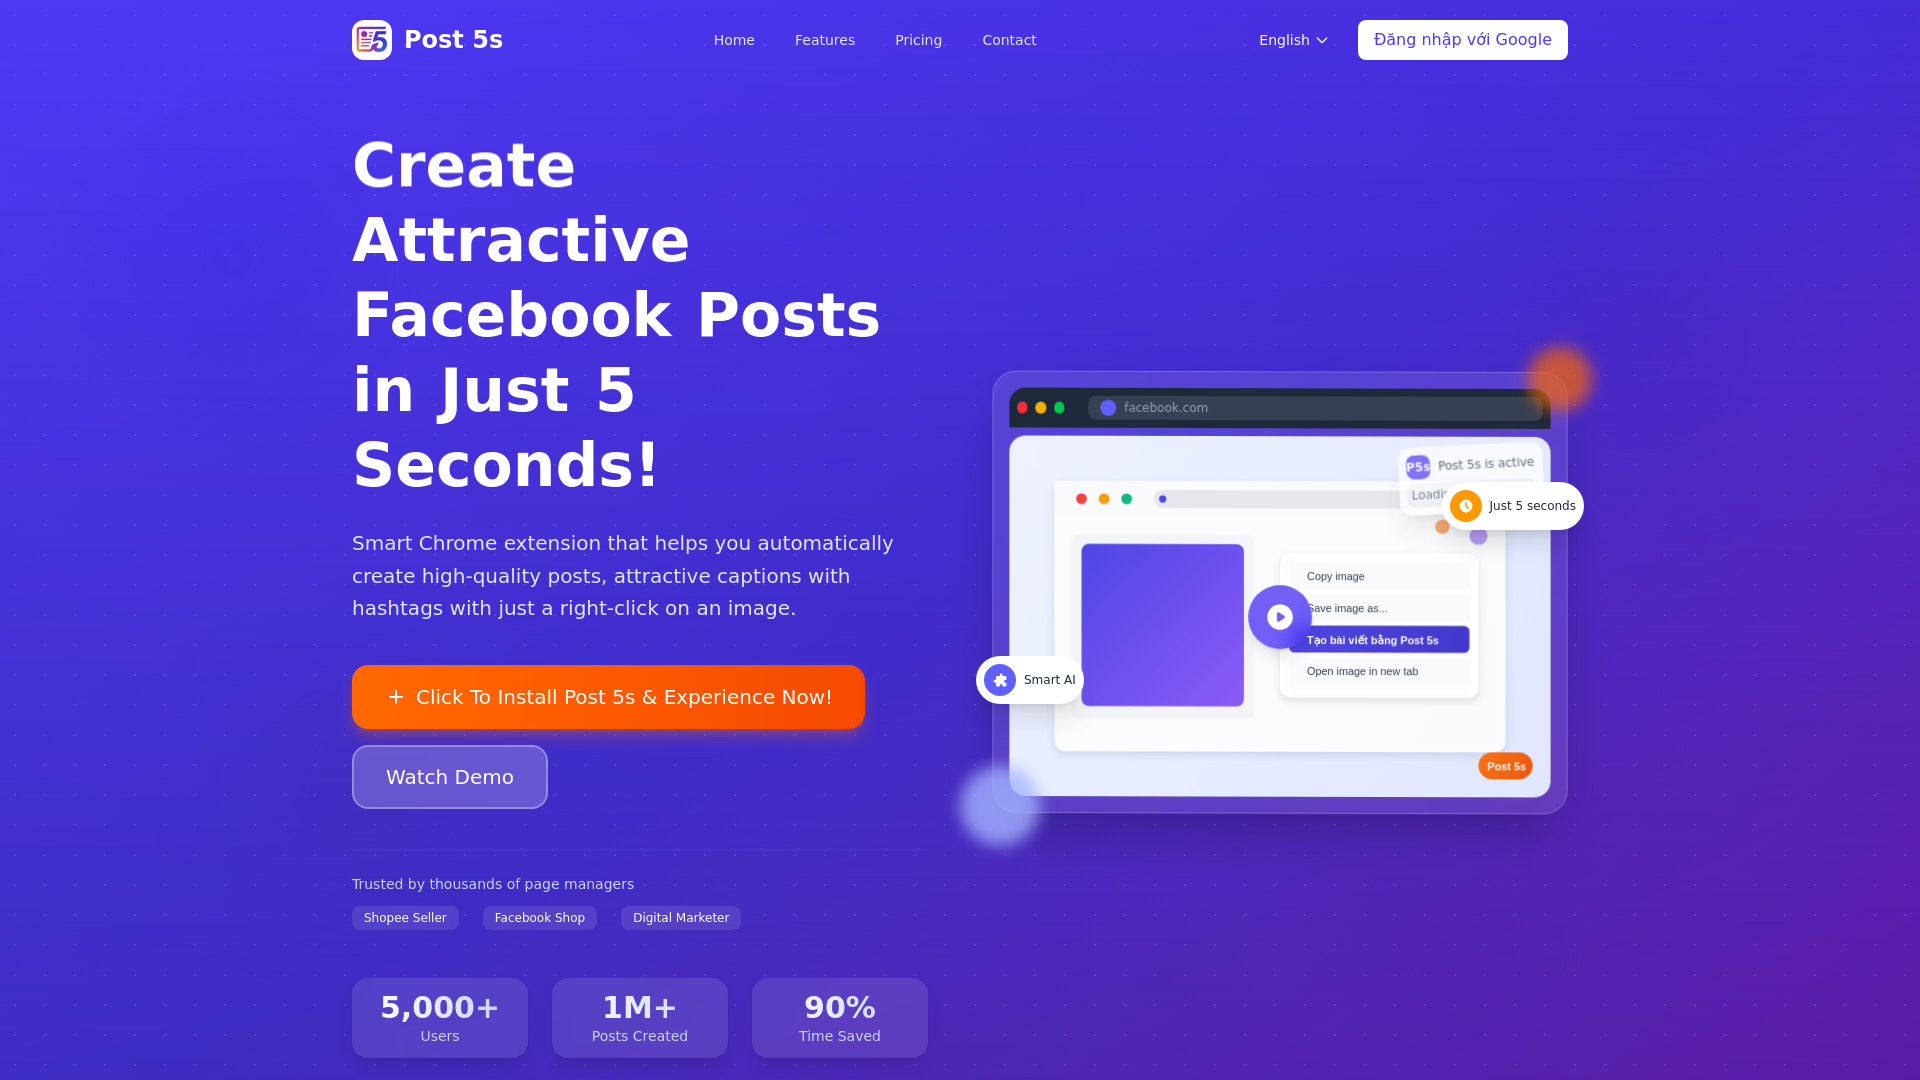 Post 5s
Home
Features
Pricing
Contact
English
Đăng nhập với Google
Create
Attractive
Facebook Posts
in Just 5
Seconds!
Smart Chrome extension that helps you automatically
create high-quality posts, attractive captions with
hashtags with just a right-click on an image.
+ Click To Install Post 5s & Experience Now!
Watch Demo
Trusted by thousands of page managers
Shopee Seller
Facebook Shop
Digital Marketer
5,000+
Users
1M+
Posts Created
90%
Time Saved
facebook.com
P5s
Post 5s is active
Just 5 seconds
Copy image
Save image as...
Tạo bài viết bằng Post 5s
Open image in new tab
Smart AI
Post 5s